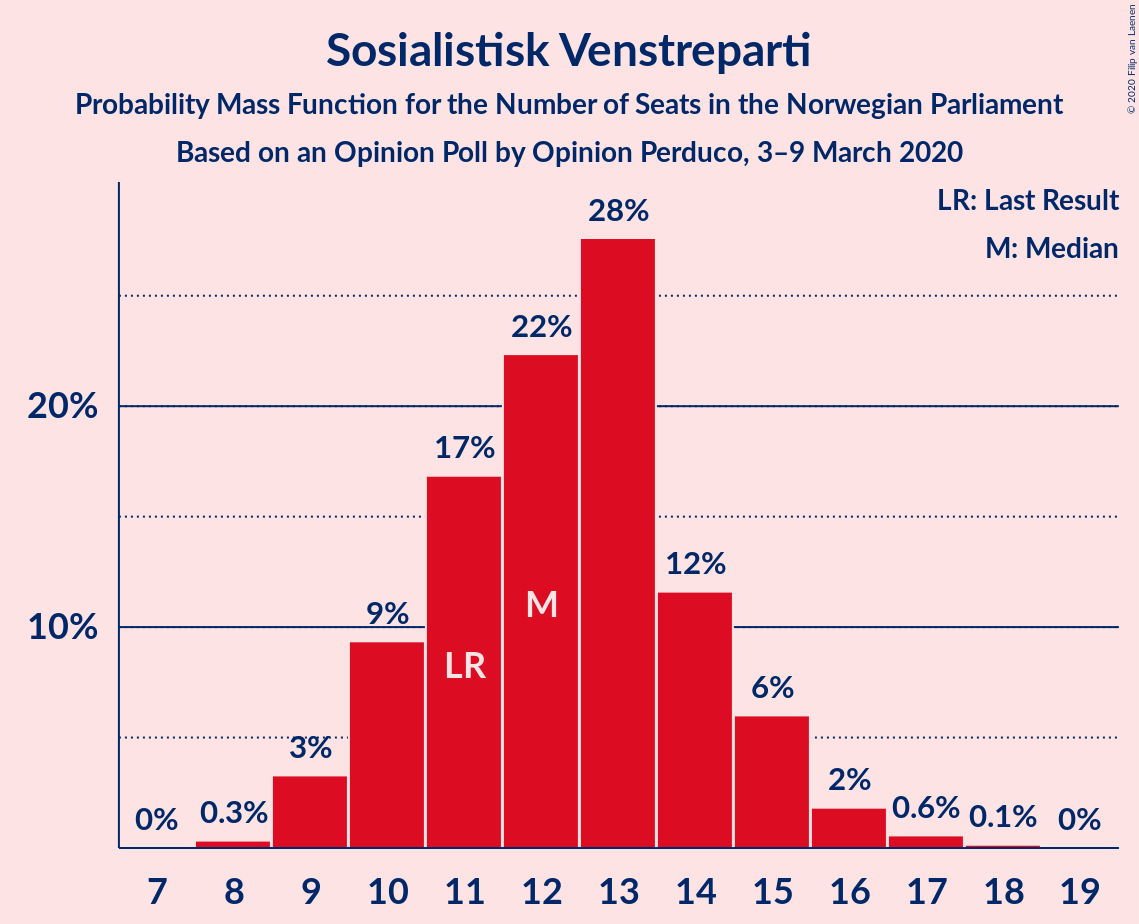 Sosialistisk Venstreparti
Probability Mass Function for the Number of Seats in the Norwegian Parliament
Based on an Opinion Poll by Opinion Perduco, 3–9 March 2020
© 2020 Filip van Laenen
LR: Last Result
M: Median
20%
10%
0%
0.3%
3%
9%
17%
22%
28%
12%
6%
2%
0.6%
0.1%
0%
LR
M
7 8 9 10 11 12 13 14 15 16 17 18 19